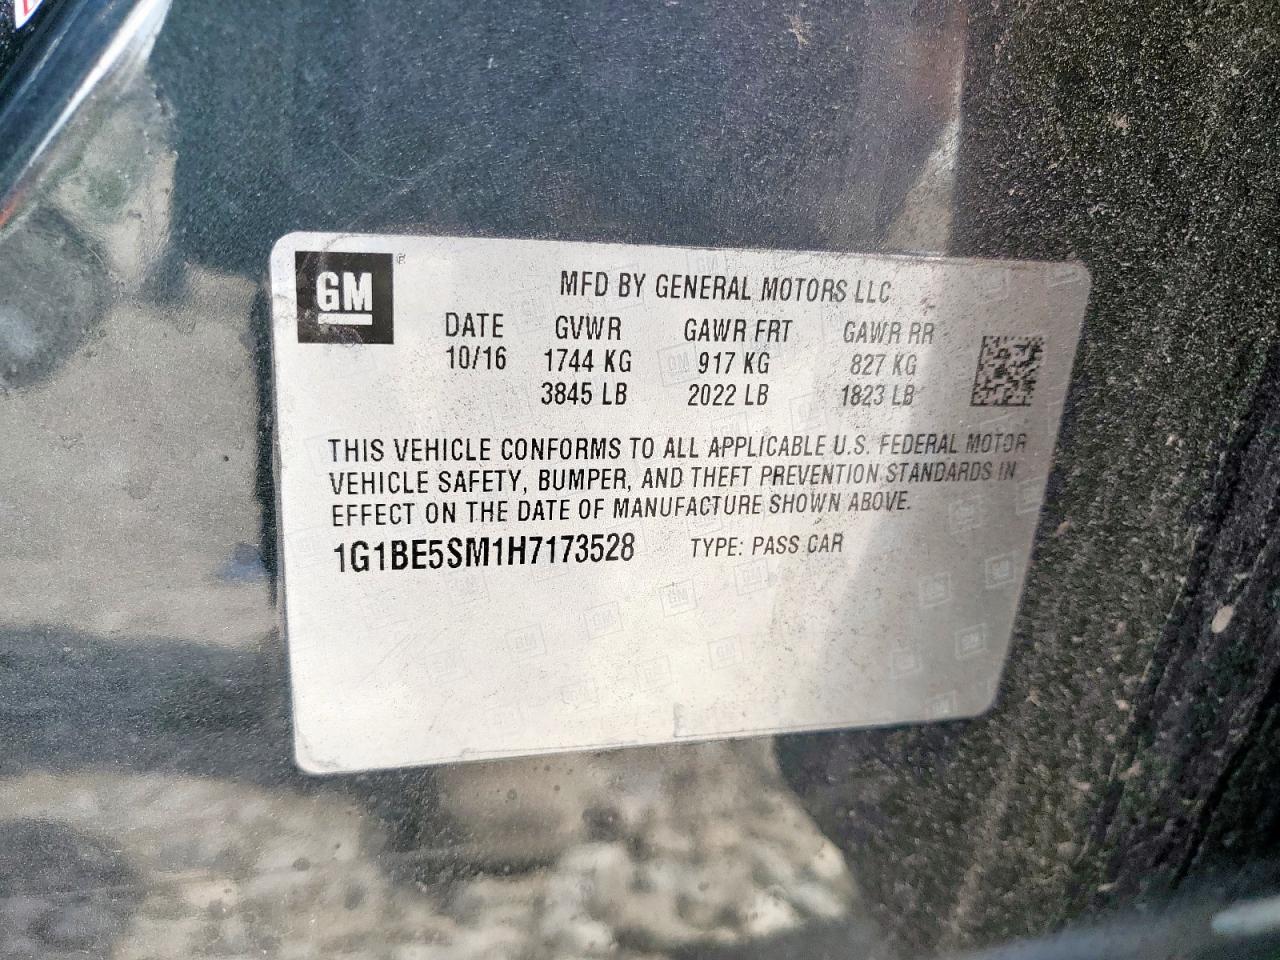 GM
MFD BY GENERAL MOTORS LLC
DATE GVWR GAWR FRT GAWR RR
10/16 1744 KG 917 KG 827 KG
3845 LB 2022 LB 1823 LB
THIS VEHICLE CONFORMS TO ALL APPLICABLE U.S. FEDERAL MOTOR
VEHICLE SAFETY, BUMPER, AND THEFT PREVENTION STANDARDS IN
EFFECT ON THE DATE OF MANUFACTURE SHOWN ABOVE.
1G1BE5SM1H7173528 TYPE: PASS CAR